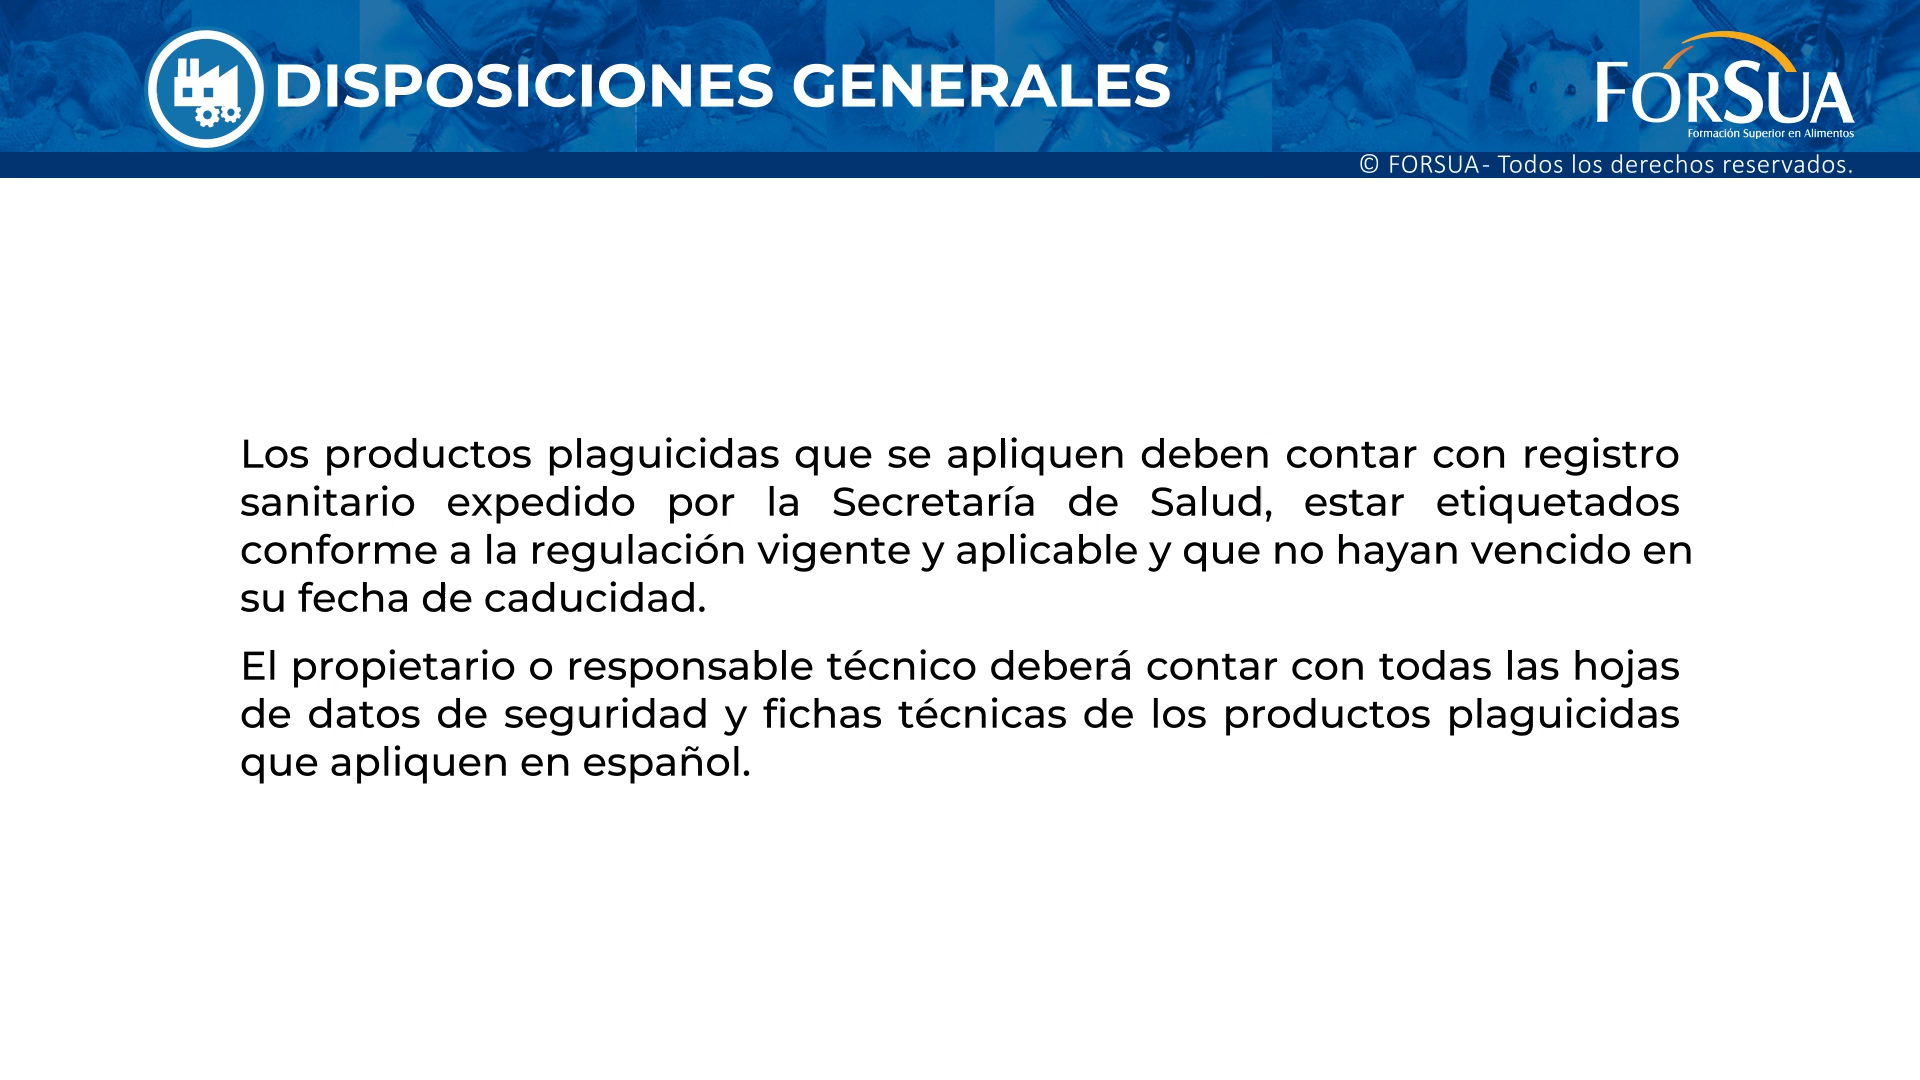 DISPOSICIONES GENERALES
FORSUA
Formación Superior en Alimentos
© FORSUA- Todos los derechos reservados.
Los productos plaguicidas que se apliquen deben contar con registro
sanitario expedido por la Secretaría de Salud, estar etiquetados
conforme a la regulación vigente y aplicable y que no hayan vencido en
su fecha de caducidad.
El propietario o responsable técnico deberá contar con todas las hojas
de datos de seguridad y fichas técnicas de los productos plaguicidas
que apliquen en español.